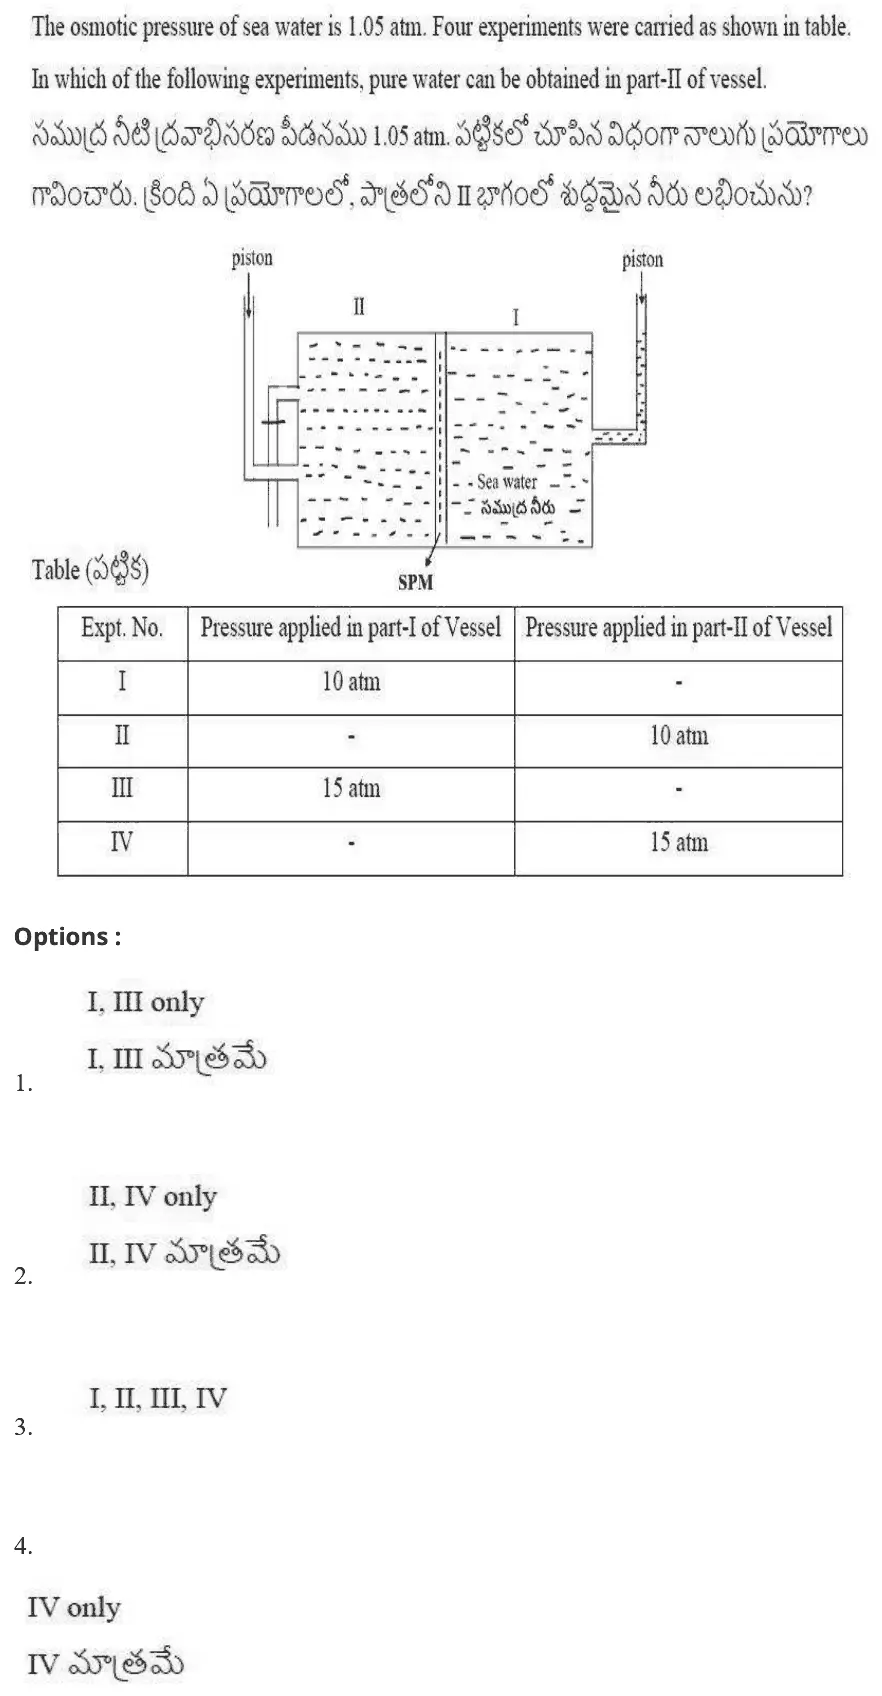 The osmotic pressure of sea water is 1.05 atm. Four experiments were carried as shown in table.
In which of the following experiments, pure water can be obtained in part-II of vessel.
సముద్ర నీటి ద్రవాభిసరణ పీడనము 1.05 atm. పట్టికలో చూపిన విధంగా నాలుగు ప్రయోగాలు
గావించారు. క్రింది ఏ ప్రయోగాలలో, పాత్రలోని II భాగంలో శుద్ధమైన నీరు లభించును?
piston
piston
II
I
Sea water
సముద్ర నీరు
SPM
Table (పట్టిక)
Expt. No. Pressure applied in part-I of Vessel Pressure applied in part-II of Vessel
I 10 atm -
II - 10 atm
III 15 atm -
IV - 15 atm
Options :
I, III only
I, III మాత్రమే
1.
II, IV only
II, IV మాత్రమే
2.
I, II, III, IV
3.
4.
IV only
IV మాత్రమే